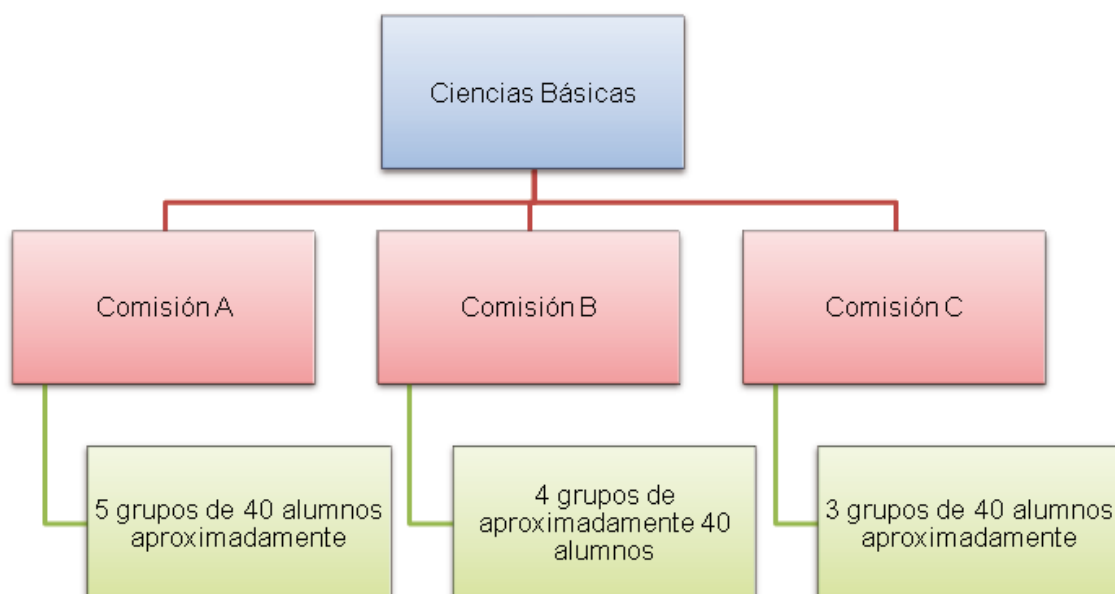 Ciencias Básicas
Comisión A
Comisión B
Comisión C
5 grupos de 40 alumnos
aproximadamente
4 grupos de
aproximadamente 40
alumnos
3 grupos de 40 alumnos
aproximadamente